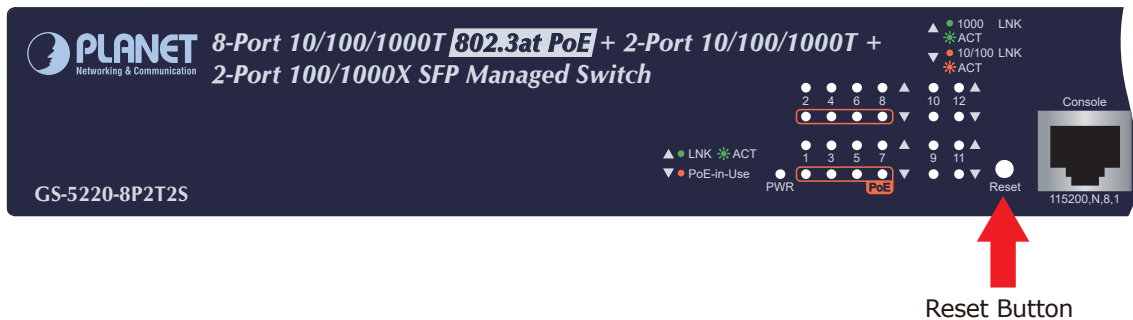 PLANET
Networking & Communication
8-Port 10/100/1000T 802.3at PoE + 2-Port 10/100/1000T +
2-Port 100/1000X SFP Managed Switch
1000 LNK
ACT
10/100 LNK
ACT
2 4 6 8 10 12
Console
LNK ACT
1 3 5 7 9 11
PoE-in-Use
PWR
PoE
Reset
GS-5220-8P2T2S
115200,N,8,1
Reset Button